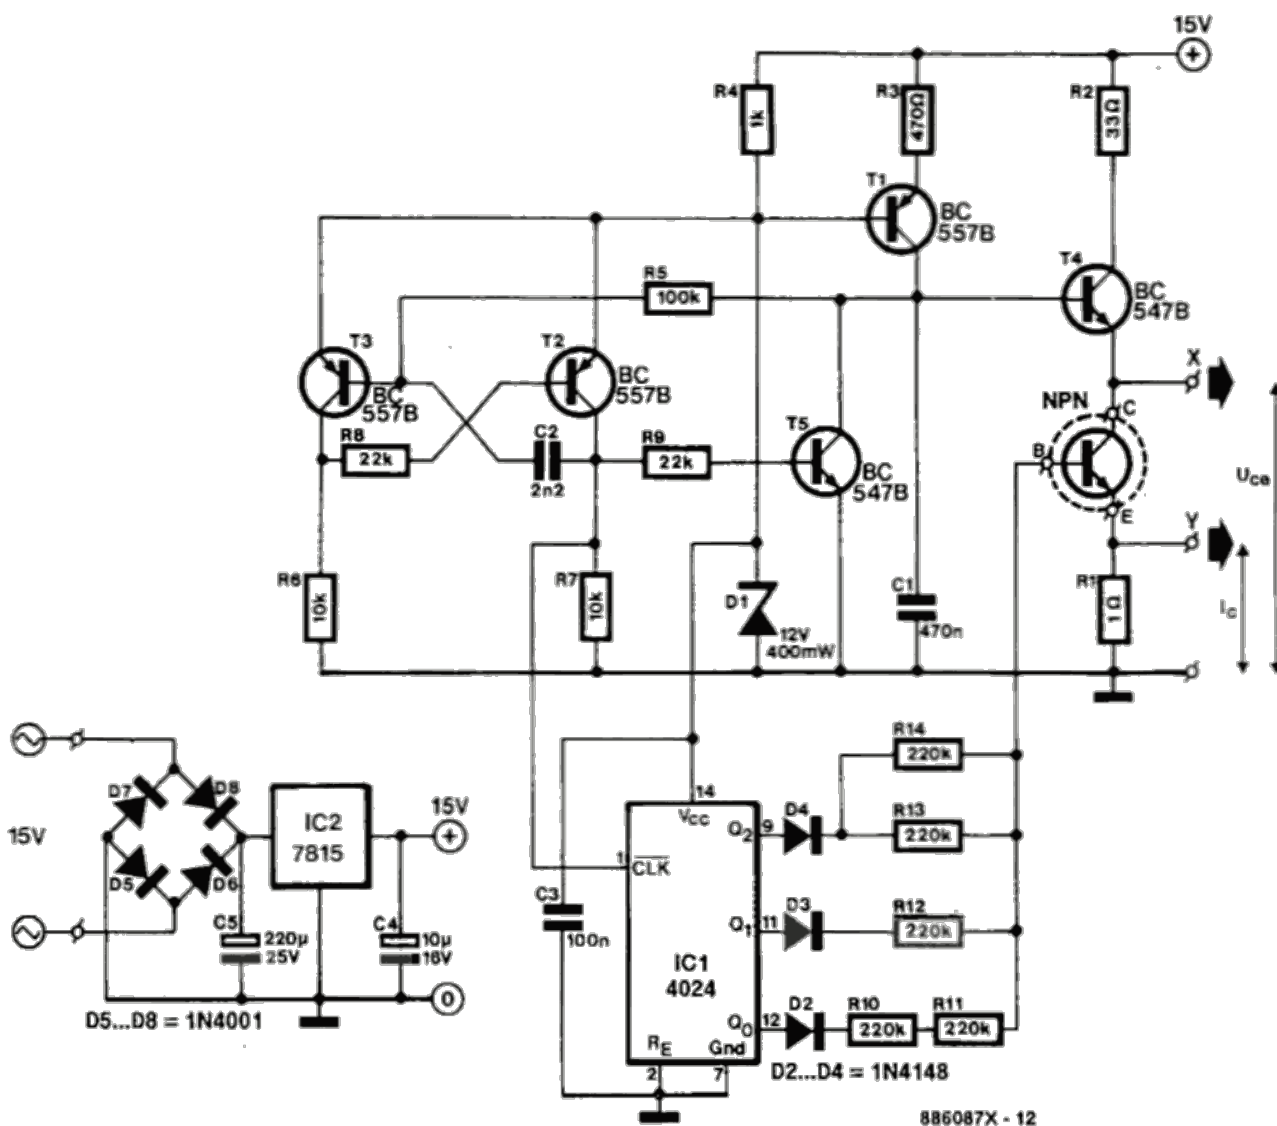 15V
+
R4
1k
R3
470Ω
R2
33Ω
T1
BC
557B
T4
BC
547B
R5
100k
T3
BC
557B
T2
BC
557B
X
NPN
C
B
E
R8
22k
C2
2n2
R9
22k
T5
BC
547B
Uce
Y
R6
10k
R7
10k
D1
12V
400mW
C1
470n
R1
1Ω
Ic
15V
D7
D8
D5
D6
IC2
7815
15V
+
C5
220µ
25V
C4
10µ
16V
0
D5...D8 = 1N4001
R14
220k
14
VCC
Q2
9
D4
R13
220k
1
CLK
C3
100n
Q1
11
D3
R12
220k
IC1
4024
Q0
12
D2
R10
220k
R11
220k
RE
Gnd
2
7
D2...D4 = 1N4148
886087X - 12